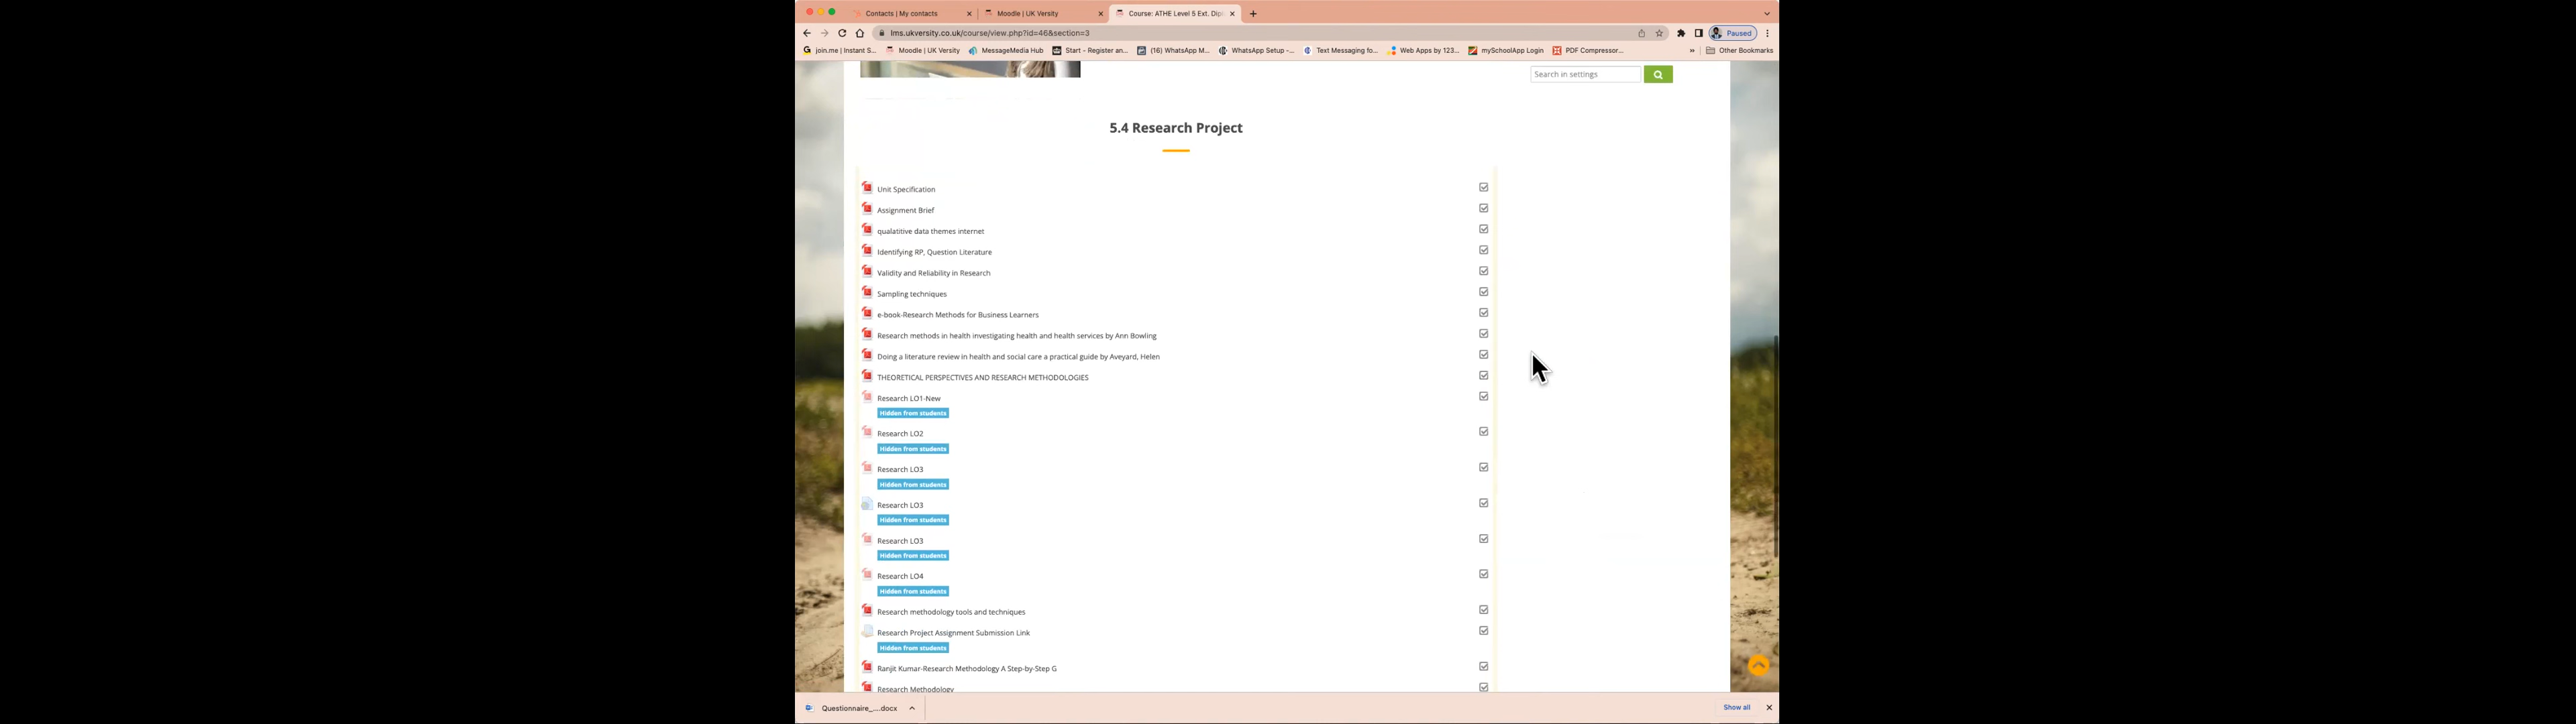 Contacts | My contacts
Moodle | UK Versity
Course: ATHE Level 5 Ext. Dipl
lms.ukversity.co.uk/course/view.php?id=46&section=3
Paused
join.me | Instant S...
Moodle | UK Versity
MessageMedia Hub
Start - Register an...
(16) WhatsApp M...
WhatsApp Setup -...
Text Messaging fo...
Web Apps by 123...
mySchoolApp Login
PDF Compressor...
»
Other Bookmarks
Search in settings
5.4 Research Project
Unit Specification
Assignment Brief
qualatitive data themes internet
Identifying RP, Question Literature
Validity and Reliability in Research
Sampling techniques
e-book-Research Methods for Business Learners
Research methods in health investigating health and health services by Ann Bowling
Doing a literature review in health and social care a practical guide by Aveyard, Helen
THEORETICAL PERSPECTIVES AND RESEARCH METHODOLOGIES
Research LO1-New
Hidden from students
Research LO2
Hidden from students
Research LO3
Hidden from students
Research LO3
Hidden from students
Research LO3
Hidden from students
Research LO4
Hidden from students
Research methodology tools and techniques
Research Project Assignment Submission Link
Hidden from students
Ranjit Kumar-Research Methodology A Step-by-Step G
Research Methodology
Questionnaire_....docx
Show all